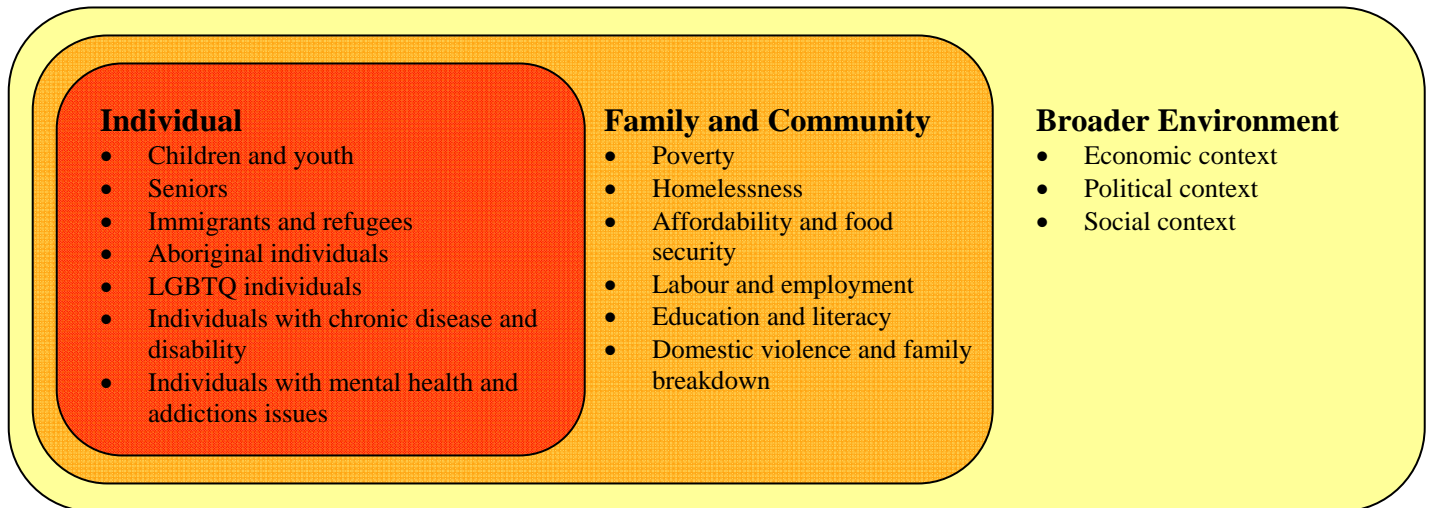 Individual
• Children and youth
• Seniors
• Immigrants and refugees
• Aboriginal individuals
• LGBTQ individuals
• Individuals with chronic disease and
disability
• Individuals with mental health and
addictions issues
Family and Community
• Poverty
• Homelessness
• Affordability and food
security
• Labour and employment
• Education and literacy
• Domestic violence and family
breakdown
Broader Environment
• Economic context
• Political context
• Social context